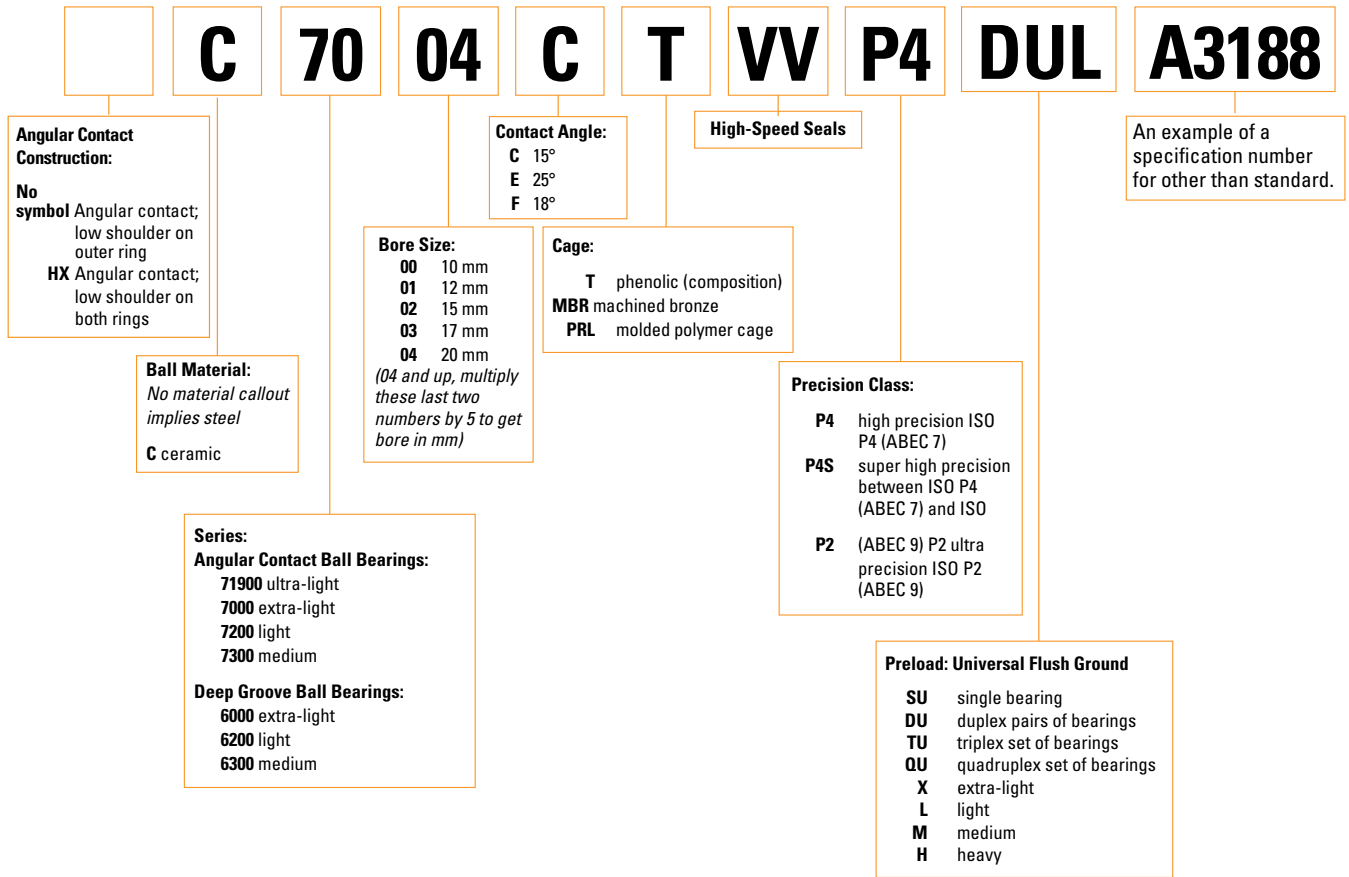 C 70 04 C T VV P4 DUL A3188
Angular Contact
Construction:
No
symbol Angular contact;
low shoulder on
outer ring
HX Angular contact;
low shoulder on
both rings
Contact Angle:
C 15°
E 25°
F 18°
High-Speed Seals
An example of a
specification number
for other than standard.
Bore Size:
00 10 mm
01 12 mm
02 15 mm
03 17 mm
04 20 mm
(04 and up, multiply
these last two
numbers by 5 to get
bore in mm)
Cage:
T phenolic (composition)
MBR machined bronze
PRL molded polymer cage
Ball Material:
No material callout
implies steel
C ceramic
Precision Class:
P4 high precision ISO
P4 (ABEC 7)
P4S super high precision
between ISO P4
(ABEC 7) and ISO
P2 (ABEC 9) P2 ultra
precision ISO P2
(ABEC 9)
Series:
Angular Contact Ball Bearings:
71900 ultra-light
7000 extra-light
7200 light
7300 medium
Deep Groove Ball Bearings:
6000 extra-light
6200 light
6300 medium
Preload: Universal Flush Ground
SU single bearing
DU duplex pairs of bearings
TU triplex set of bearings
QU quadruplex set of bearings
X extra-light
L light
M medium
H heavy